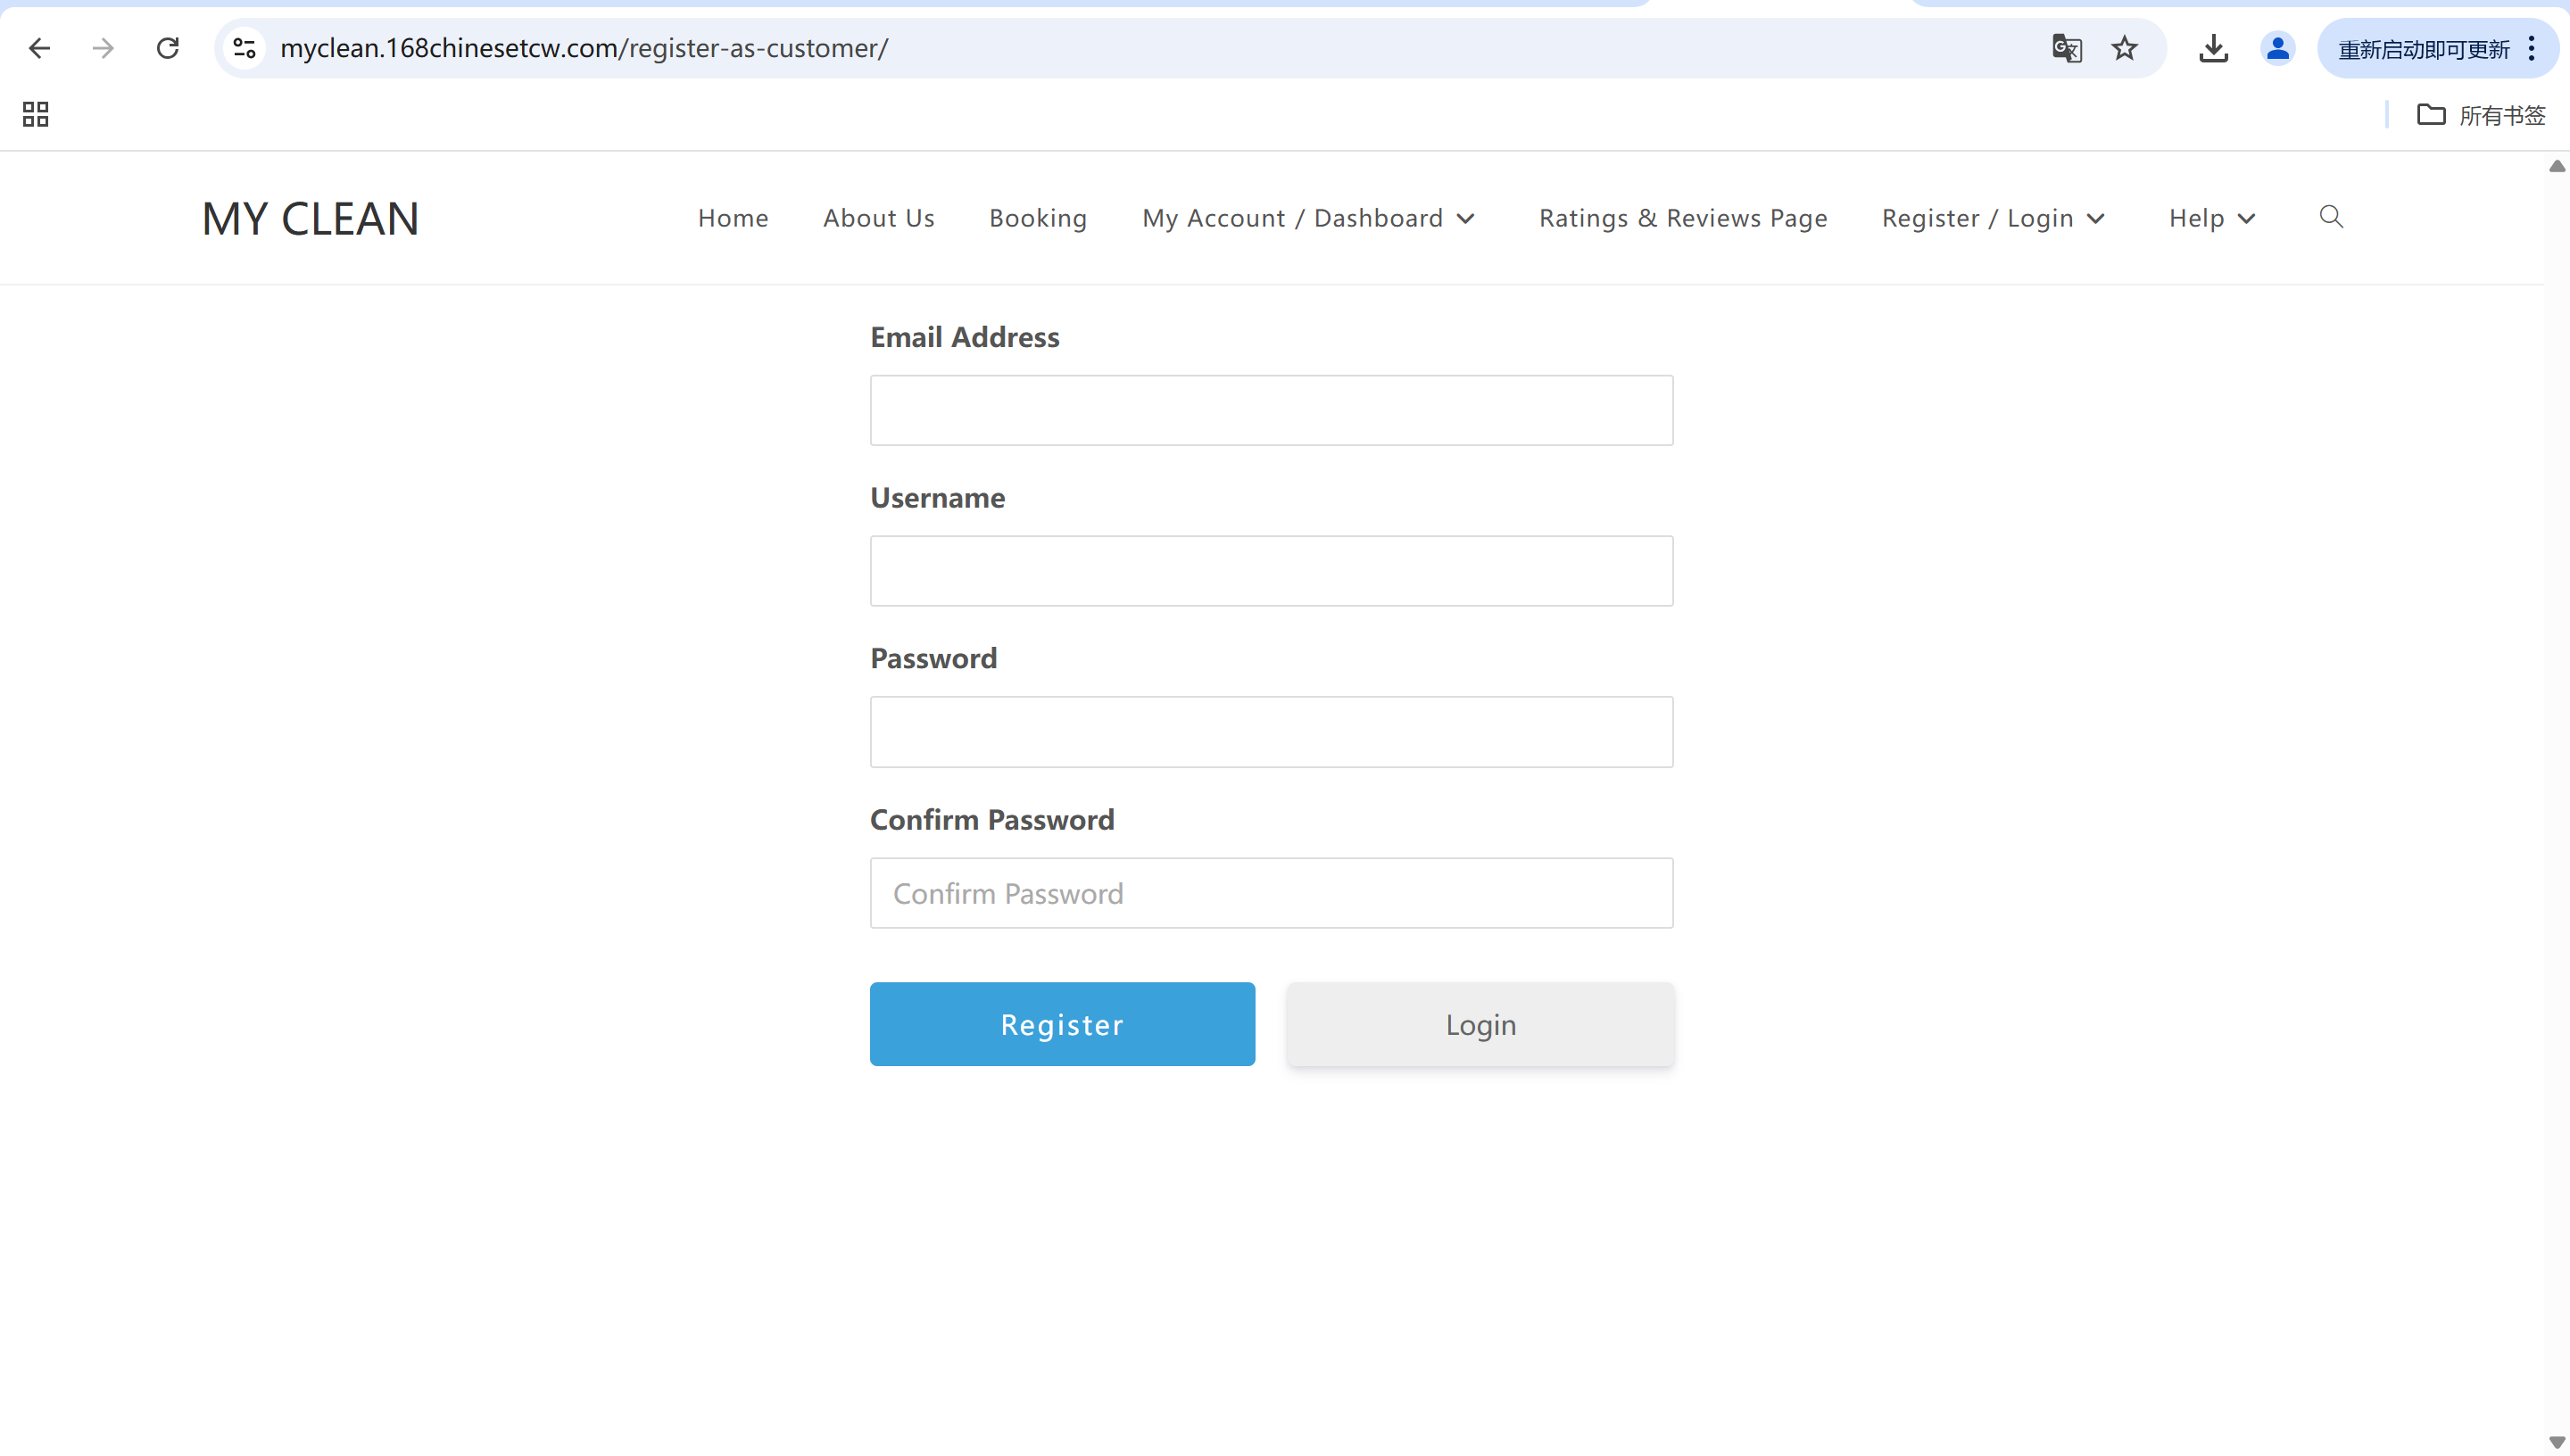 myclean.168chinesetcw.com/register-as-customer/
重新启动即可更新
所有书签
MY CLEAN
Home
About Us
Booking
My Account / Dashboard
Ratings & Reviews Page
Register / Login
Help
Email Address
Username
Password
Confirm Password
Confirm Password
Register
Login